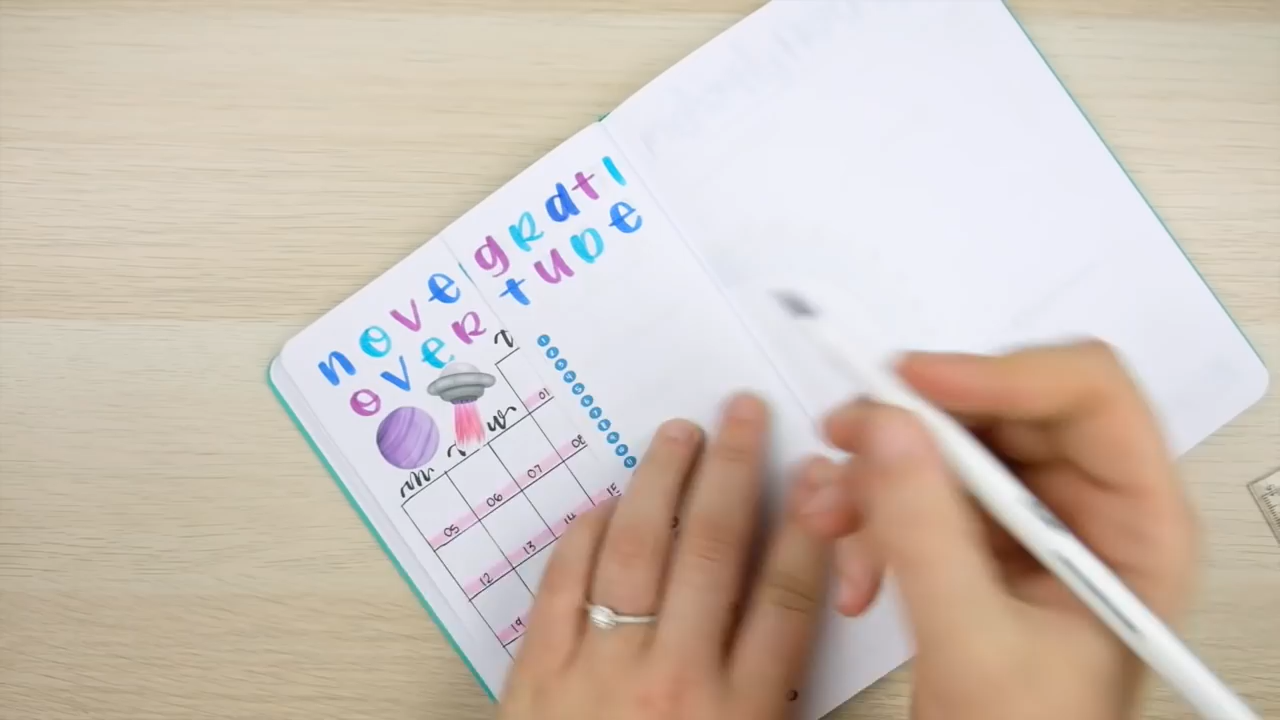 nove
over
grati
tude
m T w T
01
05 06 07 08
12 13 14 15
19